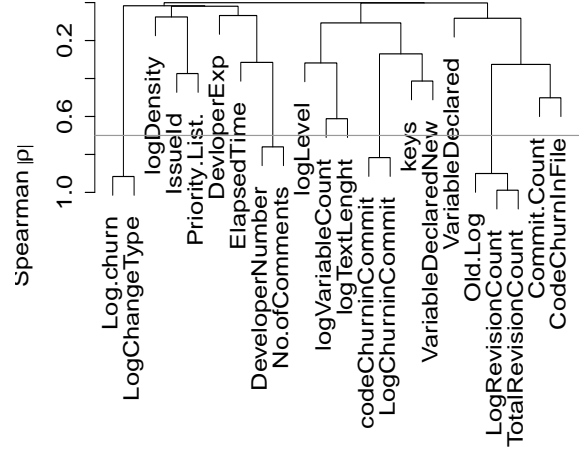 Spearman |ρ|
0.2
0.6
1.0
Log.churn
LogChangeType
logDensity
IssueId
Priority.List.
DevloperExp
ElapsedTime
DeveloperNumber
No.ofComments
logLevel
logVariableCount
logTextLenght
codeChurninCommit
LogChurninCommit
keys
VariableDeclaredNew
VariableDeclared
Old.Log
LogRevisionCount
TotalRevisionCount
Commit.Count
CodeChurnInFile